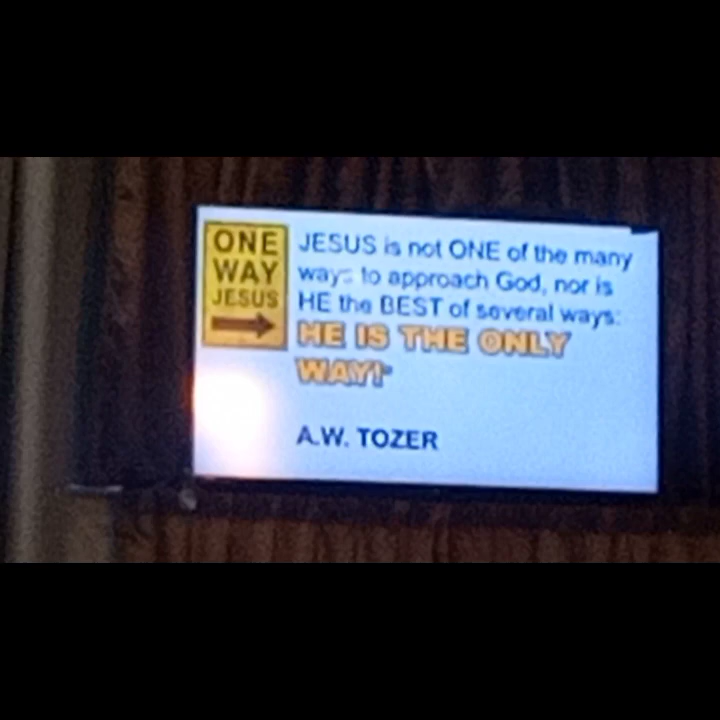 ONE
WAY
JESUS
JESUS is not ONE of the many
ways to approach God, nor is
HE the BEST of several ways:
HE IS THE ONLY
WAY!"
A.W. TOZER